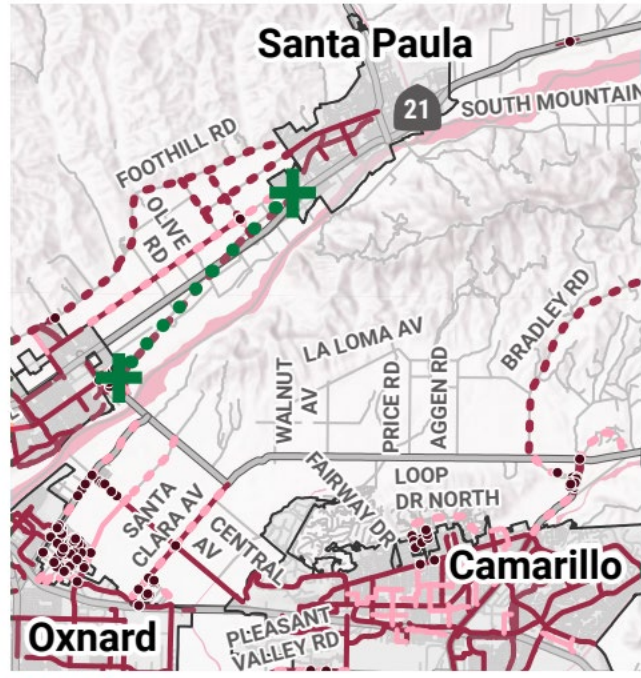 Santa Paula
21
SOUTH MOUNTAIN
FOOTHILL RD
OLIVE
RD
BRADLEY RD
LA LOMA AV
WALNUT
AV
PRICE RD
AGGEN RD
FAIRWAY DR
LOOP
DR NORTH
SANTA
CLARA AV
CENTRAL
AV
Camarillo
Oxnard
PLEASANT
VALLEY RD